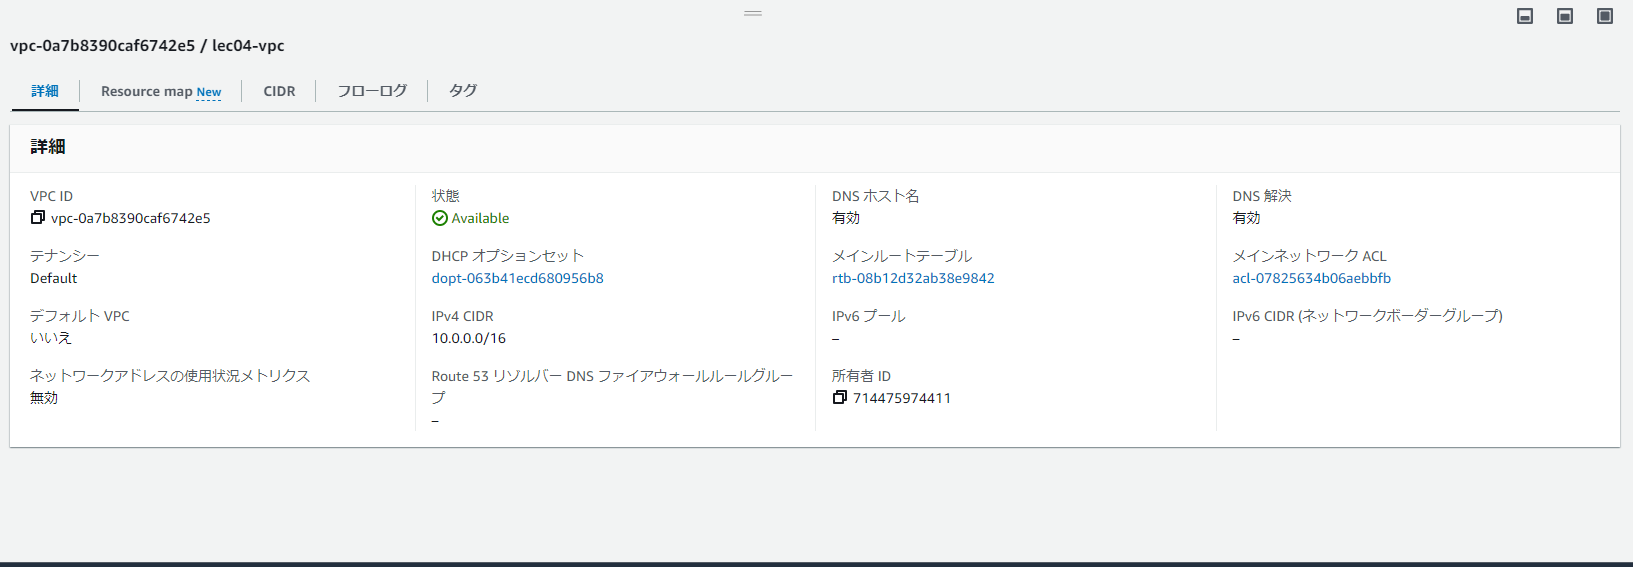 vpc-0a7b8390caf6742e5 / lec04-vpc
詳細
Resource map New
CIDR
フローログ
タグ
詳細
VPC ID
vpc-0a7b8390caf6742e5
状態
Available
DNS ホスト名
有効
DNS 解決
有効
テナンシー
Default
DHCP オプションセット
dopt-063b41ecd680956b8
メインルートテーブル
rtb-08b12d32ab38e9842
メインネットワーク ACL
acl-07825634b06aebbfb
デフォルト VPC
いいえ
IPv4 CIDR
10.0.0.0/16
IPv6 プール
–
IPv6 CIDR (ネットワークボーダーグループ)
–
ネットワークアドレスの使用状況メトリクス
無効
Route 53 リゾルバー DNS ファイアウォールルールグルー
プ
–
所有者 ID
714475974411